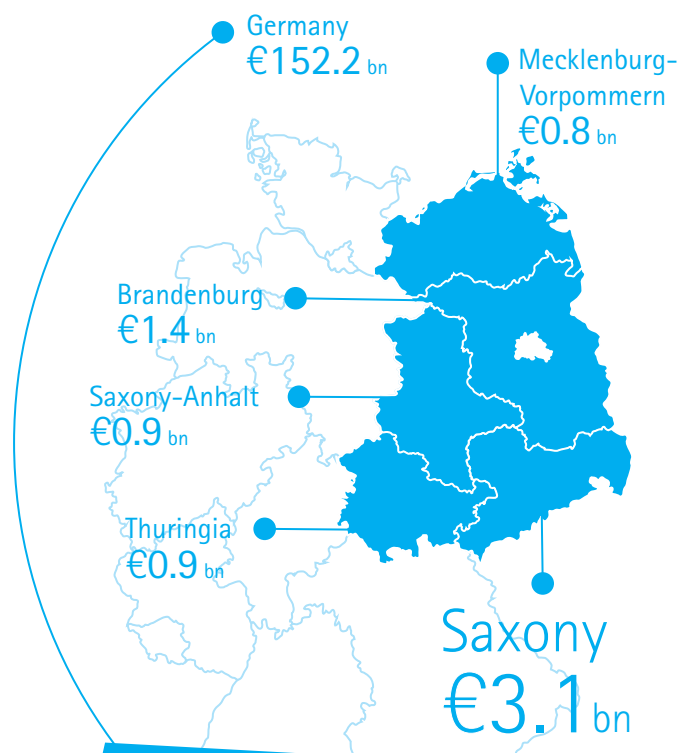 Germany
€152.2 bn
Mecklenburg-
Vorpommern
€0.8 bn
Brandenburg
€1.4 bn
Saxony-Anhalt
€0.9 bn
Thuringia
€0.9 bn
Saxony
€3.1 bn